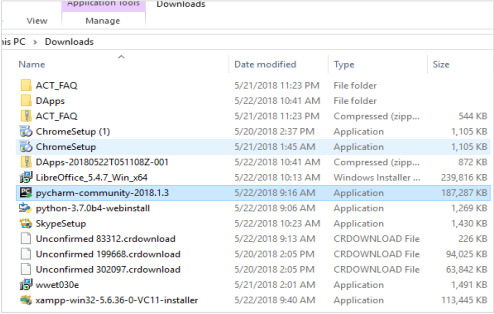 Application Tools Downloads
View Manage
his PC > Downloads
Name Date modified Type Size
ACT_FAQ 5/21/2018 11:23 PM File folder
DApps 5/22/2018 10:41 AM File folder
ACT_FAQ 5/21/2018 11:23 PM Compressed (zipp... 544 KB
ChromeSetup (1) 5/20/2018 2:37 PM Application 1,105 KB
ChromeSetup 5/21/2018 1:45 AM Application 1,105 KB
DApps-20180522T051108Z-001 5/22/2018 10:41 AM Compressed (zipp... 872 KB
LibreOffice_5.4.7_Win_x64 5/22/2018 10:13 AM Windows Installer ... 239,816 KB
pycharm-community-2018.1.3 5/22/2018 9:16 AM Application 187,287 KB
python-3.7.0b4-webinstall 5/22/2018 9:06 AM Application 1,269 KB
SkypeSetup 5/22/2018 10:23 AM Application 1,430 KB
Unconfirmed 83312.crdownload 5/22/2018 9:13 AM CRDOWNLOAD File 226 KB
Unconfirmed 199668.crdownload 5/20/2018 2:05 PM CRDOWNLOAD File 94,025 KB
Unconfirmed 302097.crdownload 5/20/2018 2:05 PM CRDOWNLOAD File 63,842 KB
wwet030e 5/21/2018 2:01 AM Application 1,491 KB
xampp-win32-5.6.36-0-VC11-installer 5/22/2018 9:40 AM Application 113,445 KB